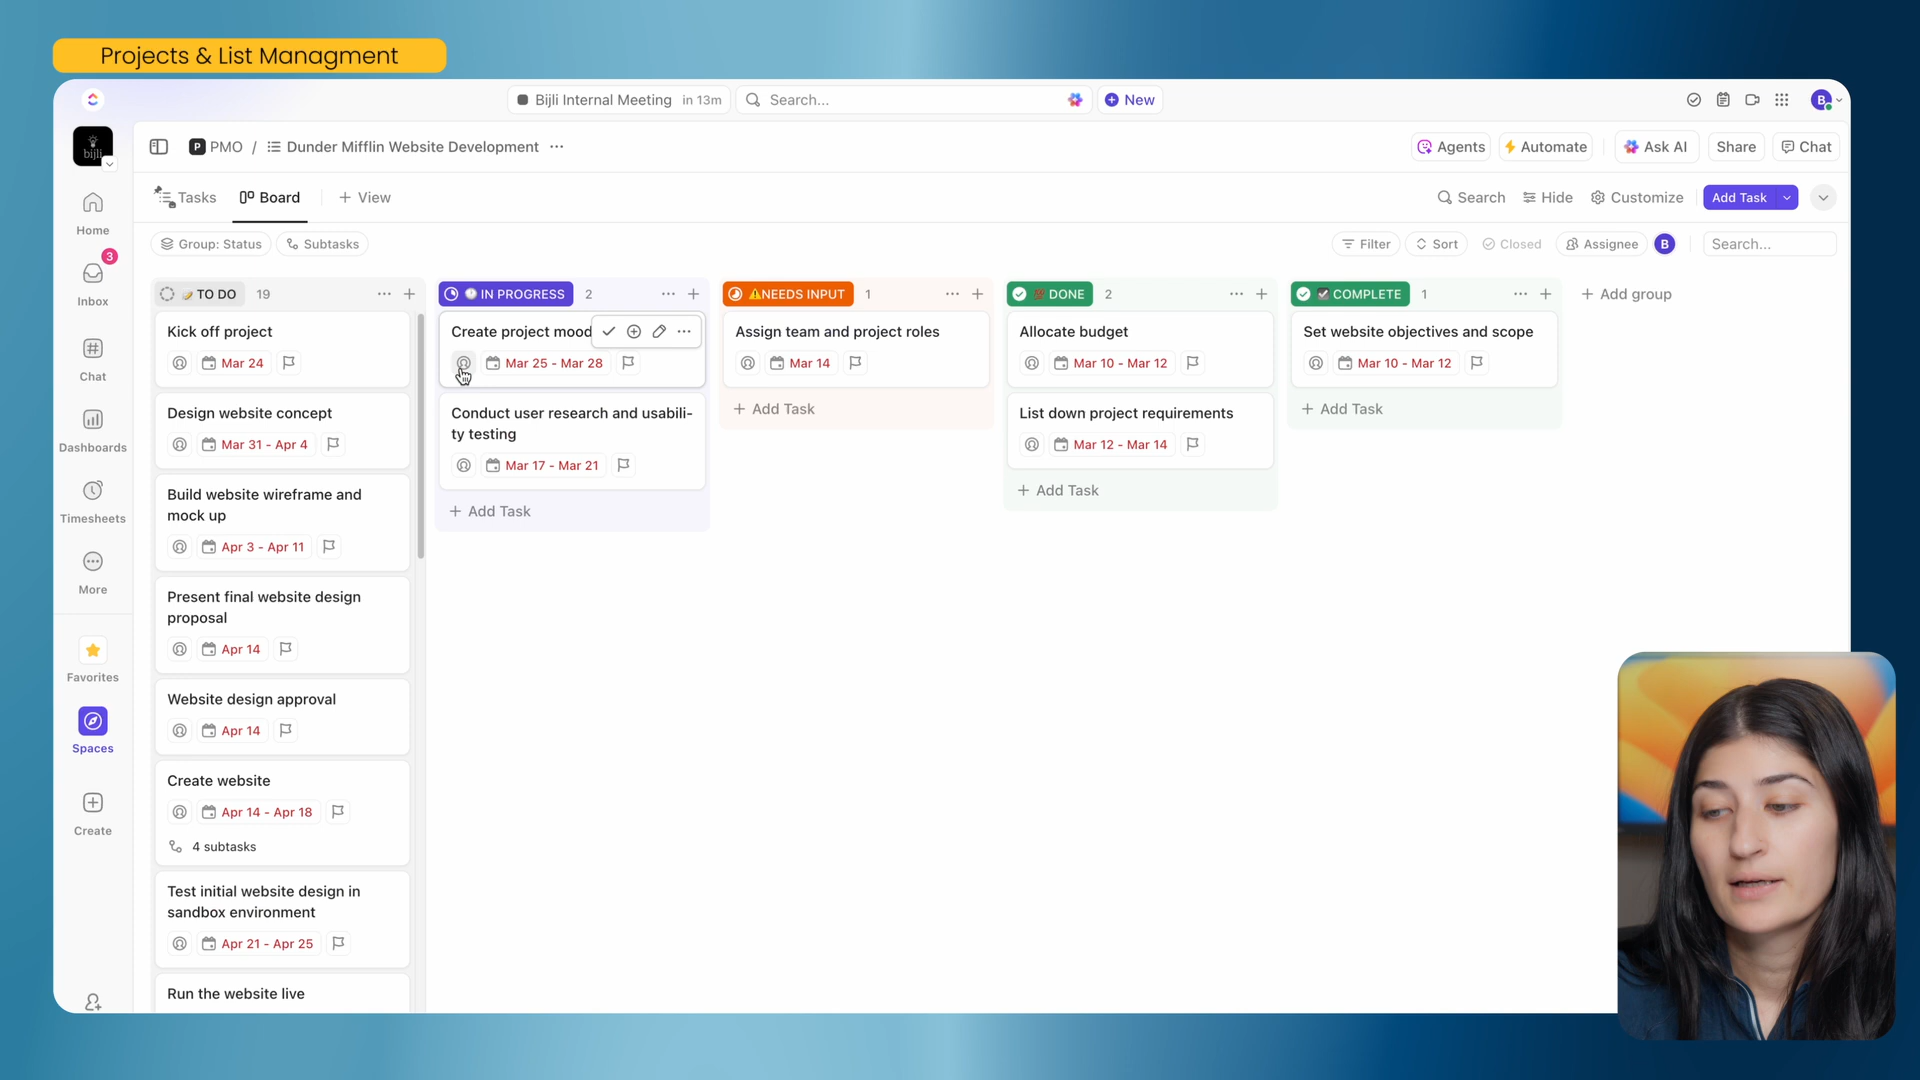 Projects & List Managment
Bijli Internal Meeting in 13m
Search...
New
bijli
PMO / Dunder Mifflin Website Development
Agents
Automate
Ask AI
Share
Chat
Tasks
Board
View
Search
Hide
Customize
Add Task
Group: Status
Subtasks
Filter
Sort
Closed
Assignee
B
Search...
B
Home
3
Inbox
Chat
Dashboards
Timesheets
More
Favorites
Spaces
Create
TO DO 19
Kick off project
Mar 24
Design website concept
Mar 31 - Apr 4
Build website wireframe and
mock up
Apr 3 - Apr 11
Present final website design
proposal
Apr 14
Website design approval
Apr 14
Create website
Apr 14 - Apr 18
4 subtasks
Test initial website design in
sandbox environment
Apr 21 - Apr 25
Run the website live
IN PROGRESS 2
Create project mood
Mar 25 - Mar 28
Conduct user research and usabili-
ty testing
Mar 17 - Mar 21
Add Task
NEEDS INPUT 1
Assign team and project roles
Mar 14
Add Task
DONE 2
Allocate budget
Mar 10 - Mar 12
List down project requirements
Mar 12 - Mar 14
Add Task
COMPLETE 1
Set website objectives and scope
Mar 10 - Mar 12
Add Task
Add group